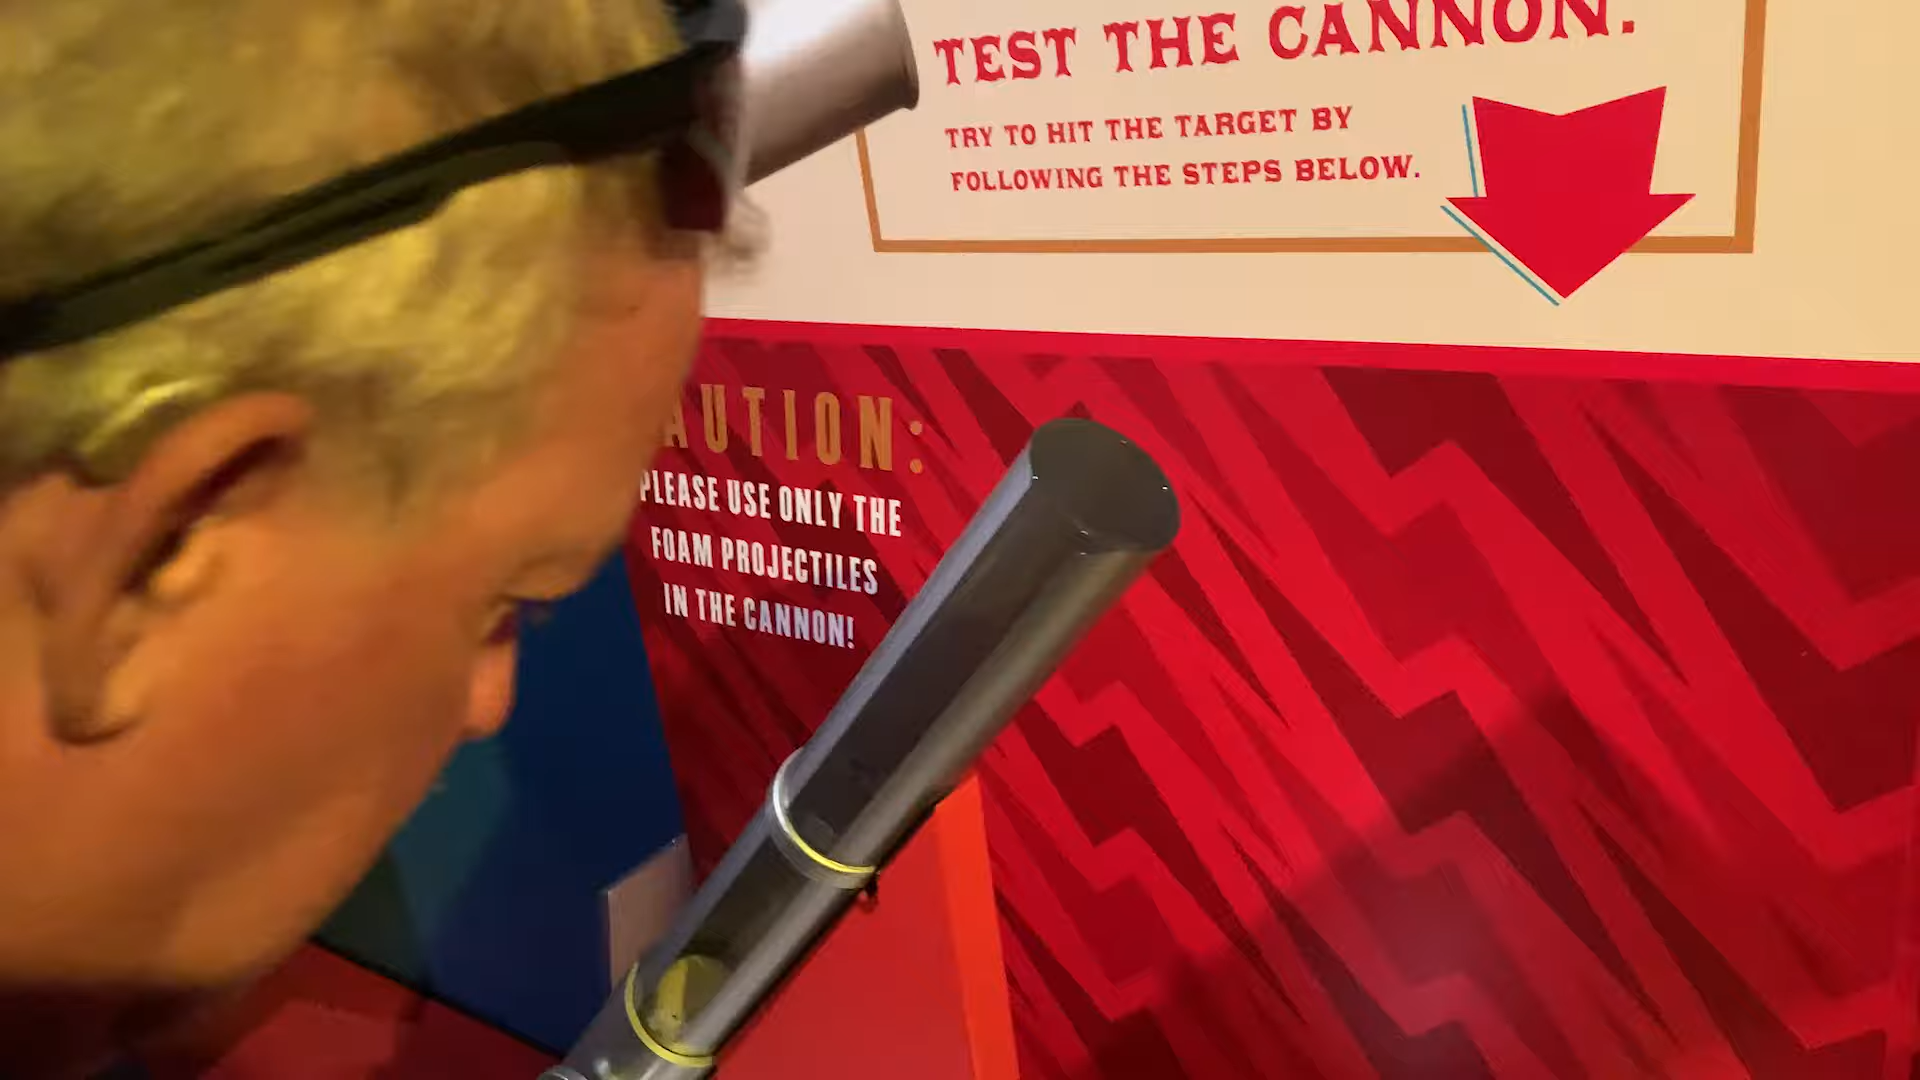 TEST THE CANNON.
TRY TO HIT THE TARGET BY
FOLLOWING THE STEPS BELOW.
AUTION:
PLEASE USE ONLY THE
FOAM PROJECTILES
IN THE CANNON!